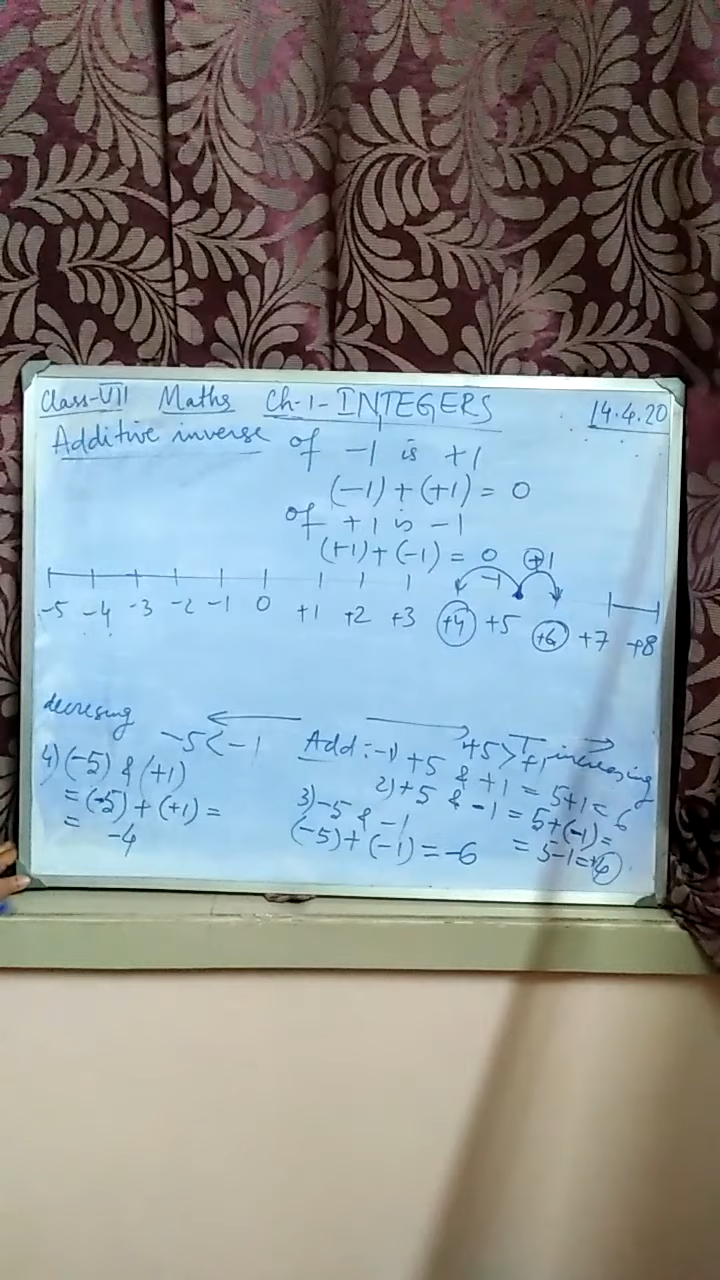 Class-VII Maths Ch-1-INTEGERS 14.4.20
Additive inverse of -1 is +1
(-1)+(+1) = 0
of +1 is -1
(+1)+(-1) = 0
-1 +1
-5 -4 -3 -2 -1 0 +1 +2 +3 +4 +5 +6 +7 +8
decresing
-5<-1
+5>+1 increasing
Add:-1) +5 & +1 = 5+1=6
2)+5 & -1 = 5+(-1)=
= 5-1=+4
3)-5 & -1
(-5)+(-1)=-6
4)(-5) & (+1)
=(-5)+(+1)=
= -4